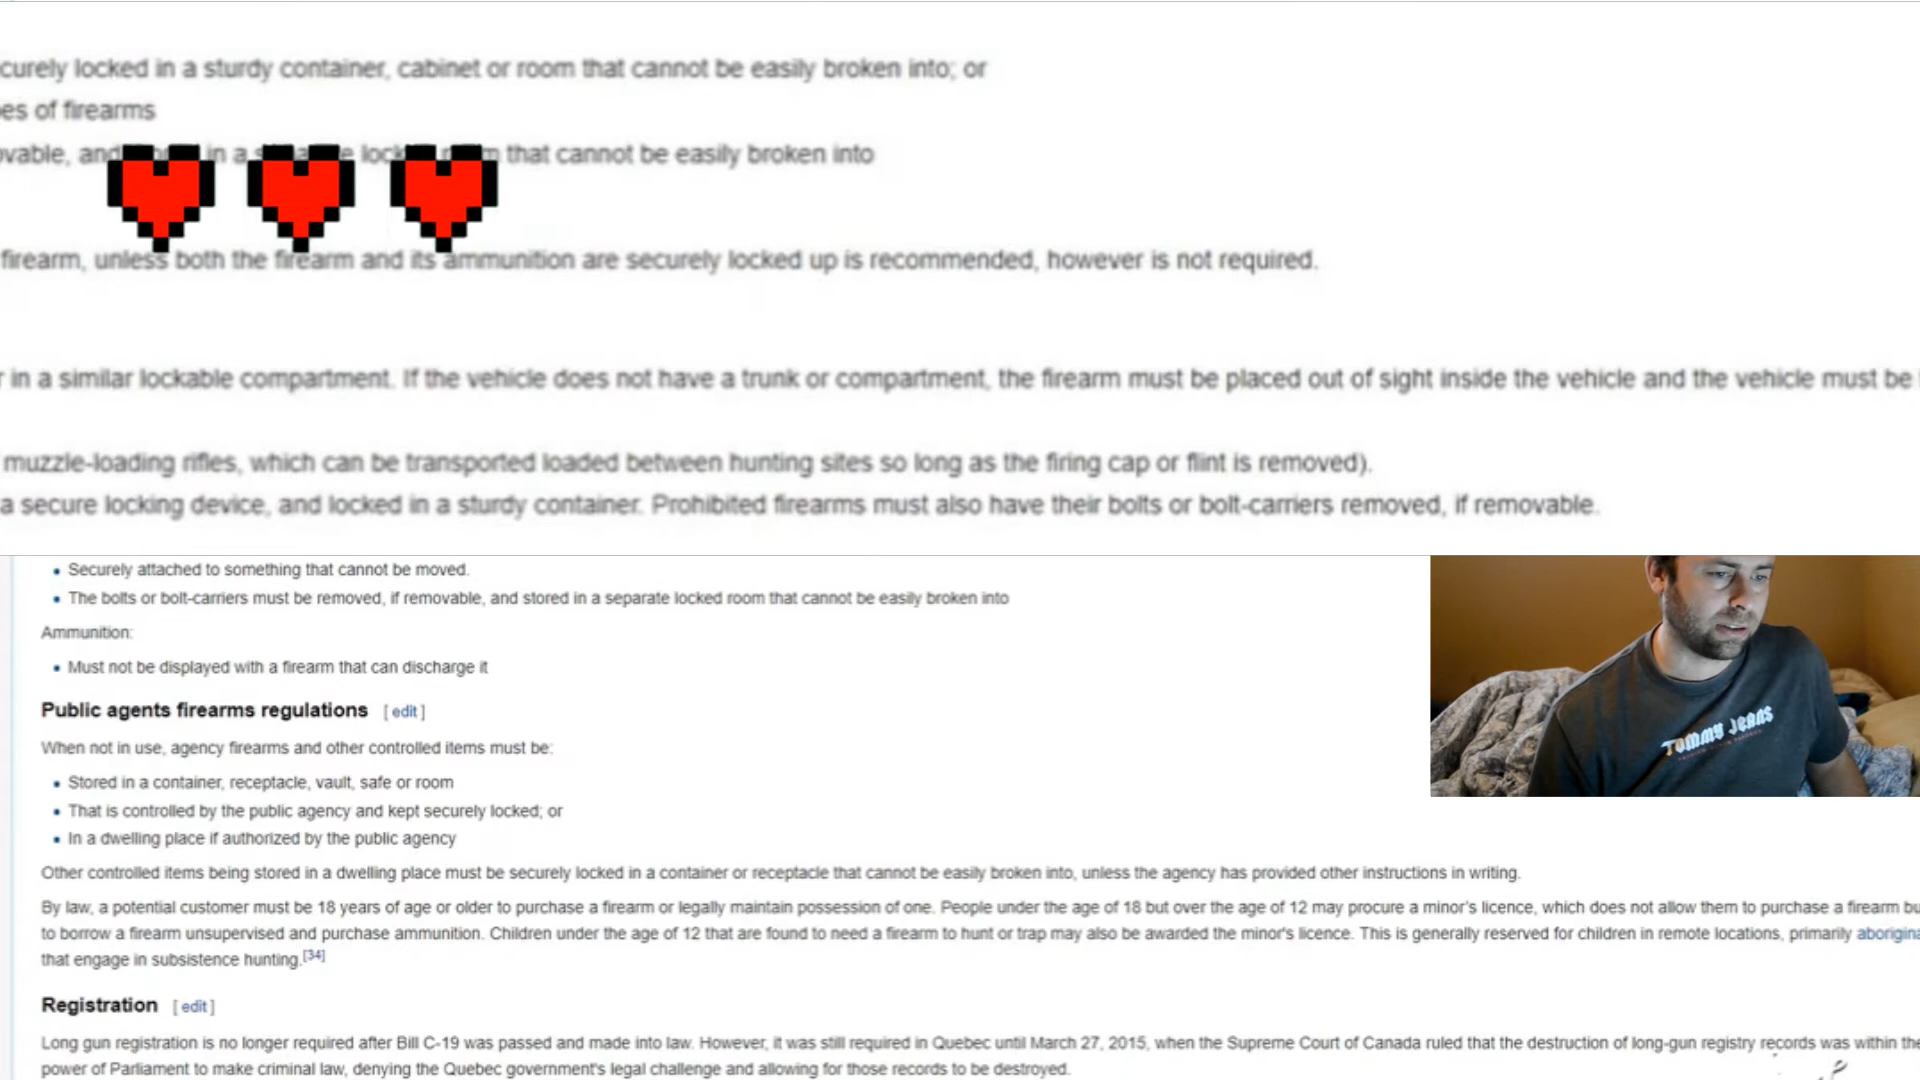 curely locked in a sturdy container, cabinet or room that cannot be easily broken into; or
es of firearms
ovable, and in a lock that cannot be easily broken into
firearm, unless both the firearm and its ammunition are securely locked up is recommended, however is not required.
r in a similar lockable compartment. If the vehicle does not have a trunk or compartment, the firearm must be placed out of sight inside the vehicle and the vehicle must be
muzzle-loading rifles, which can be transported loaded between hunting sites so long as the firing cap or flint is removed).
a secure locking device, and locked in a sturdy container. Prohibited firearms must also have their bolts or bolt-carriers removed, if removable.
• Securely attached to something that cannot be moved.
• The bolts or bolt-carriers must be removed, if removable, and stored in a separate locked room that cannot be easily broken into
Ammunition:
• Must not be displayed with a firearm that can discharge it
Public agents firearms regulations [ edit ]
When not in use, agency firearms and other controlled items must be:
• Stored in a container, receptacle, vault, safe or room
• That is controlled by the public agency and kept securely locked; or
• In a dwelling place if authorized by the public agency
TOMMY JEANS
Other controlled items being stored in a dwelling place must be securely locked in a container or receptacle that cannot be easily broken into, unless the agency has provided other instructions in writing.
By law, a potential customer must be 18 years of age or older to purchase a firearm or legally maintain possession of one. People under the age of 18 but over the age of 12 may procure a minor's licence, which does not allow them to purchase a firearm bu
to borrow a firearm unsupervised and purchase ammunition. Children under the age of 12 that are found to need a firearm to hunt or trap may also be awarded the minor's licence. This is generally reserved for children in remote locations, primarily aborigina
that engage in subsistence hunting.[34]
Registration [ edit ]
Long gun registration is no longer required after Bill C-19 was passed and made into law. However, it was still required in Quebec until March 27, 2015, when the Supreme Court of Canada ruled that the destruction of long-gun registry records was within the
power of Parliament to make criminal law, denying the Quebec government's legal challenge and allowing for those records to be destroyed.